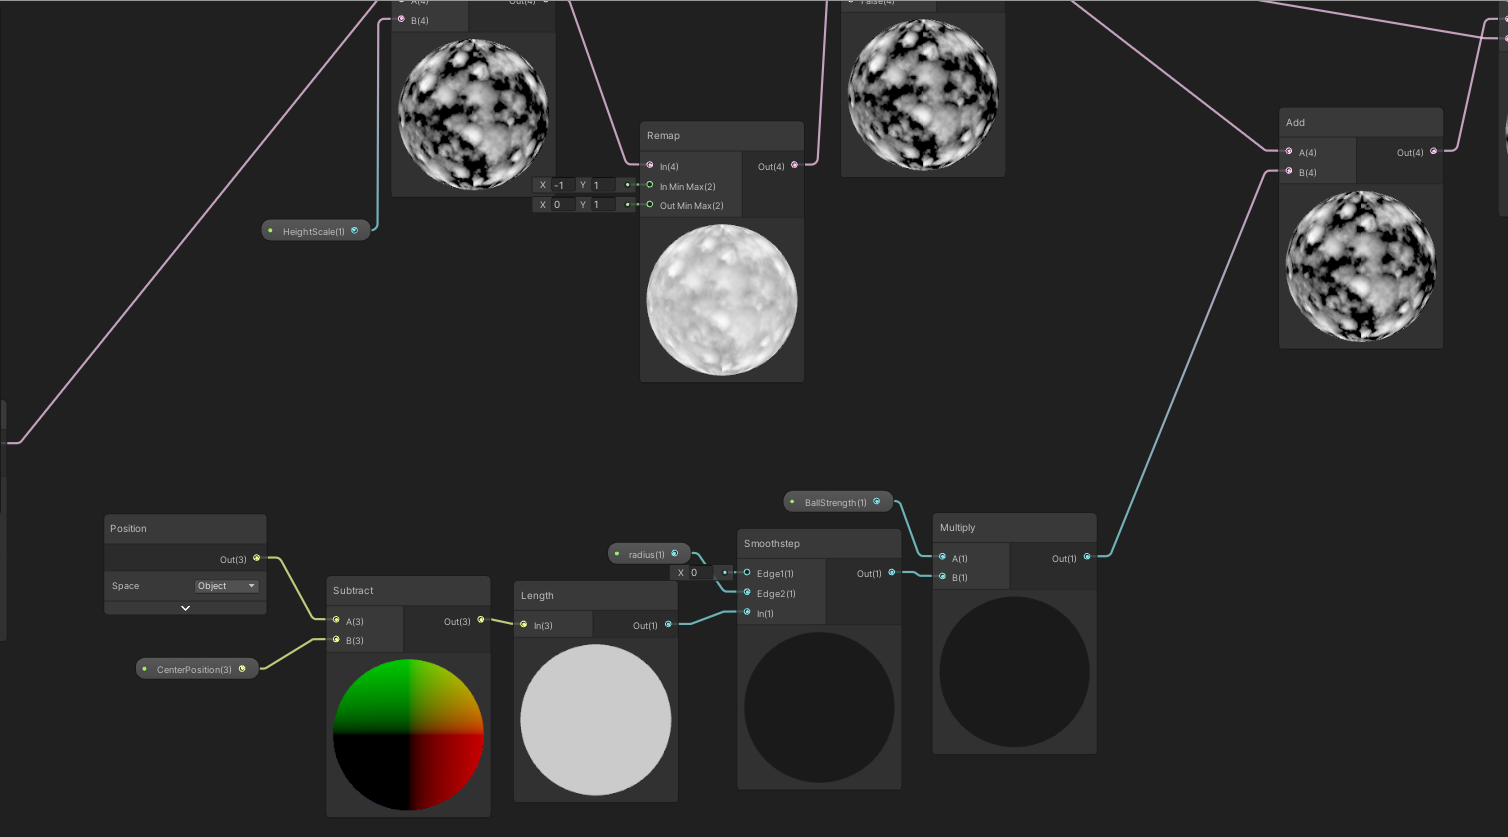 A(4)
Out(4)
B(4)
False(4)
HeightScale(1)
Remap
In(4)
Out(4)
X -1 Y 1
In Min Max(2)
X 0 Y 1
Out Min Max(2)
Add
A(4)
Out(4)
B(4)
Position
Out(3)
Space
Object
CenterPosition(3)
Subtract
A(3)
Out(3)
B(3)
Length
In(3)
Out(1)
radius(1)
X 0
Smoothstep
Edge1(1)
Out(1)
Edge2(1)
In(1)
BallStrength(1)
Multiply
A(1)
Out(1)
B(1)